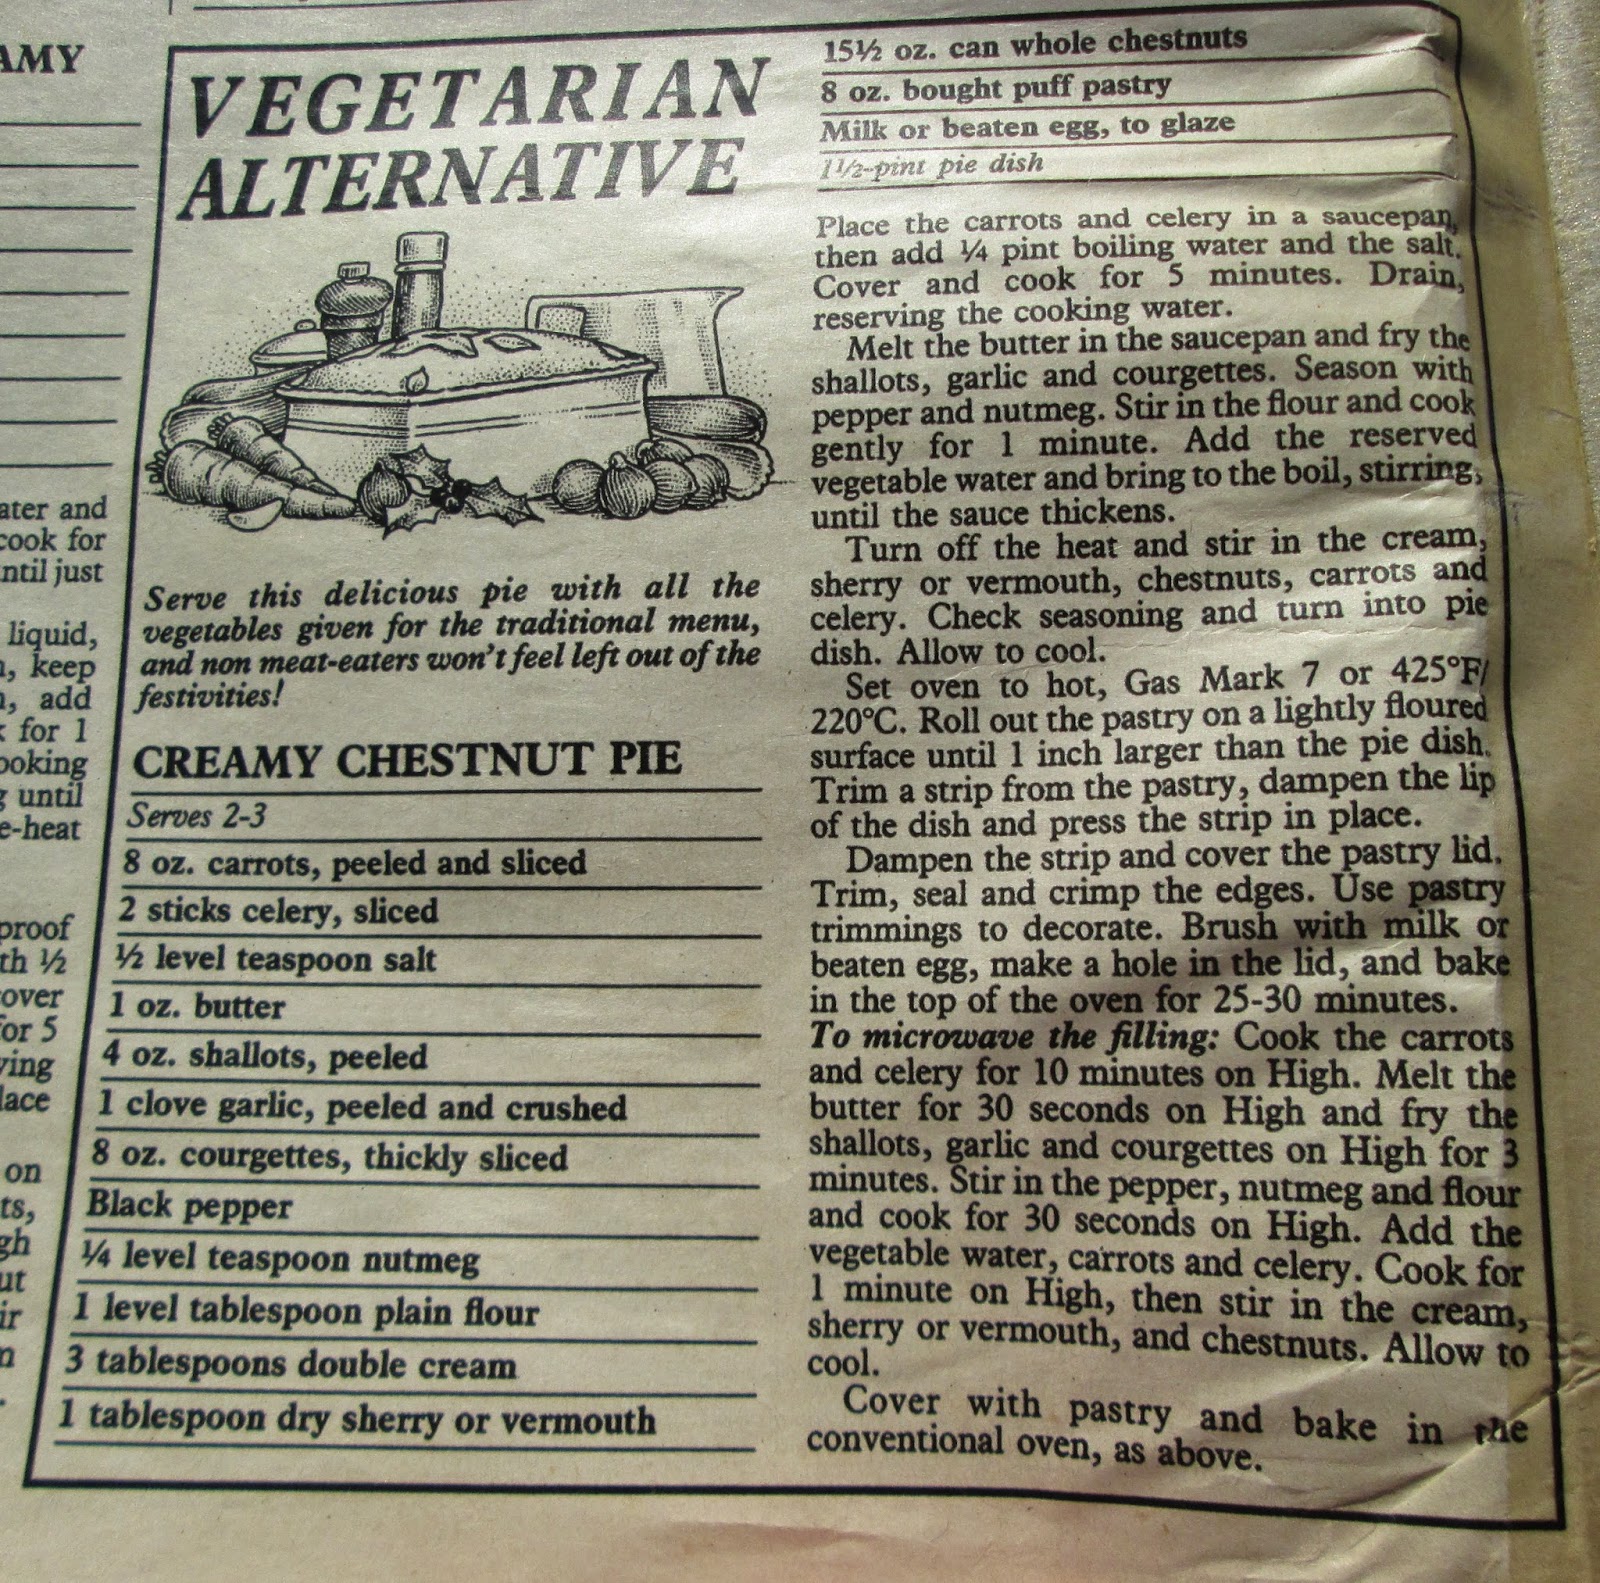 AMY
ater and
cook for
ntil just
liquid,
, keep
, add
for 1
ooking
until
e-heat
proof
th ½
over
for 5
ving
lace
on
ts,
gh
ut
ir
n
VEGETARIAN
ALTERNATIVE
Serve this delicious pie with all the
vegetables given for the traditional menu,
and non meat-eaters won't feel left out of the
festivities!
CREAMY CHESTNUT PIE
Serves 2-3
8 oz. carrots, peeled and sliced
2 sticks celery, sliced
½ level teaspoon salt
1 oz. butter
4 oz. shallots, peeled
1 clove garlic, peeled and crushed
8 oz. courgettes, thickly sliced
Black pepper
¼ level teaspoon nutmeg
1 level tablespoon plain flour
3 tablespoons double cream
1 tablespoon dry sherry or vermouth
15½ oz. can whole chestnuts
8 oz. bought puff pastry
Milk or beaten egg, to glaze
1½-pint pie dish
Place the carrots and celery in a saucepan,
then add ¼ pint boiling water and the salt.
Cover and cook for 5 minutes. Drain,
reserving the cooking water.
Melt the butter in the saucepan and fry the
shallots, garlic and courgettes. Season with
pepper and nutmeg. Stir in the flour and cook
gently for 1 minute. Add the reserved
vegetable water and bring to the boil, stirring,
until the sauce thickens.
Turn off the heat and stir in the cream,
sherry or vermouth, chestnuts, carrots and
celery. Check seasoning and turn into pie
dish. Allow to cool.
Set oven to hot, Gas Mark 7 or 425°F/
220°C. Roll out the pastry on a lightly floured
surface until 1 inch larger than the pie dish.
Trim a strip from the pastry, dampen the lip
of the dish and press the strip in place.
Dampen the strip and cover the pastry lid.
Trim, seal and crimp the edges. Use pastry
trimmings to decorate. Brush with milk or
beaten egg, make a hole in the lid, and bake
in the top of the oven for 25-30 minutes.
To microwave the filling: Cook the carrots
and celery for 10 minutes on High. Melt the
butter for 30 seconds on High and fry the
shallots, garlic and courgettes on High for 3
minutes. Stir in the pepper, nutmeg and flour
and cook for 30 seconds on High. Add the
vegetable water, carrots and celery. Cook for
1 minute on High, then stir in the cream,
sherry or vermouth, and chestnuts. Allow to
cool.
Cover with pastry and bake in the
conventional oven, as above.